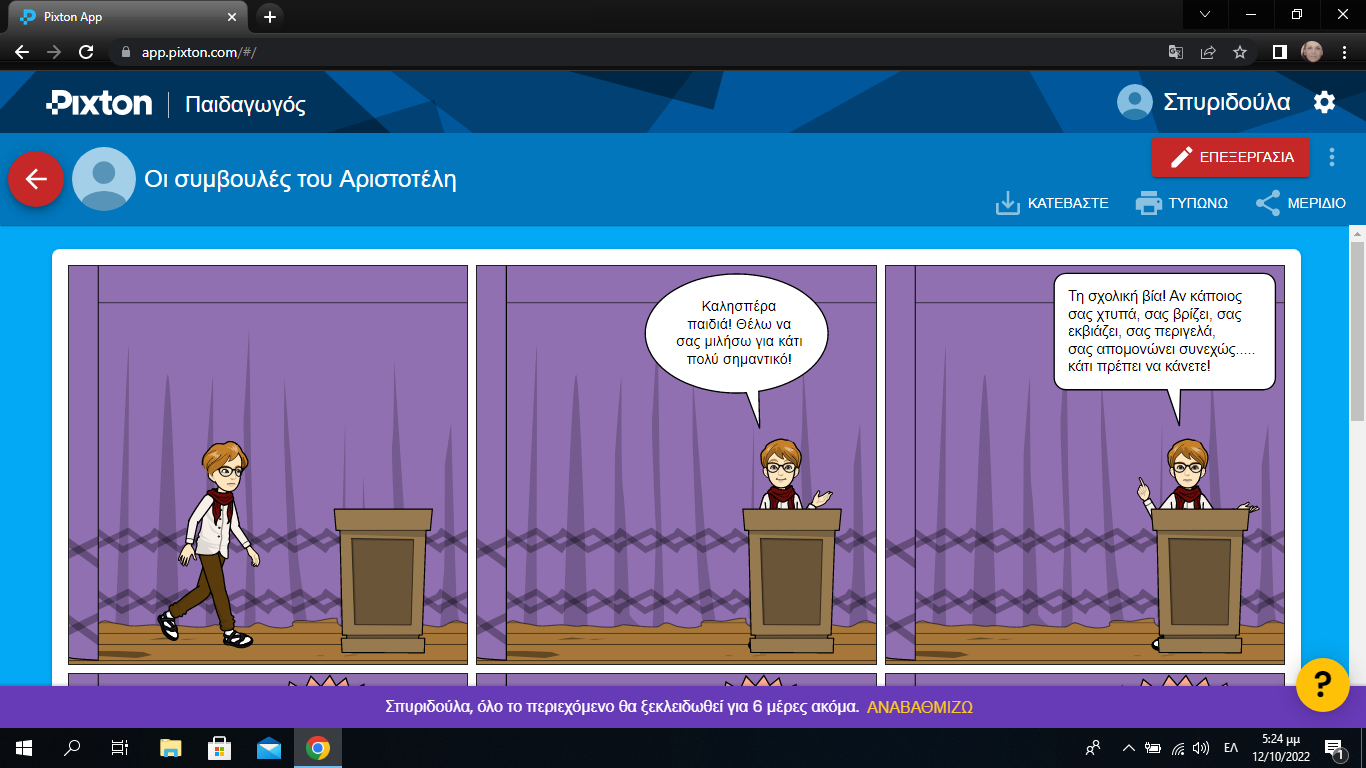 Pixton App
app.pixton.com/#/
Pixton
Παιδαγωγός
Σπυριδούλα
Οι συμβουλές του Αριστοτέλη
ΕΠΕΞΕΡΓΑΣΙΑ
ΚΑΤΕΒΑΣΤΕ
ΤΥΠΩΝΩ
ΜΕΡΙΔΙΟ
Καλησπέρα
παιδιά! Θέλω να
σας μιλήσω για κάτι
πολύ σημαντικό!
Τη σχολική βία! Αν κάποιος
σας χτυπά, σας βρίζει, σας
εκβιάζει, σας περιγελά,
σας απομονώνει συνεχώς.....
κάτι πρέπει να κάνετε!
?
Σπυριδούλα, όλο το περιεχόμενο θα ξεκλειδωθεί για 6 μέρες ακόμα. ΑΝΑΒΑΘΜΙΖΩ
ΕΛ
5:24 μμ
12/10/2022
1